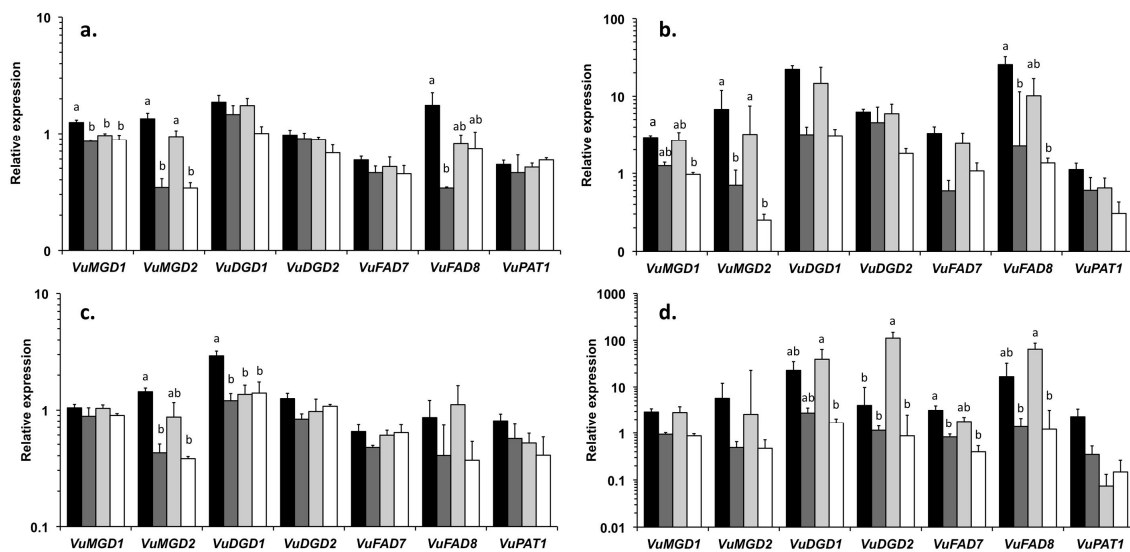 a.
Relative expression
10
1
0
a b b b
a b a b
a b ab ab
VuMGD1 VuMGD2 VuDGD1 VuDGD2 VuFAD7 VuFAD8 VuPAT1
b.
Relative expression
100
10
1
0
a ab ab b
a b a b
a b ab b
VuMGD1 VuMGD2 VuDGD1 VuDGD2 VuFAD7 VuFAD8 VuPAT1
c.
Relative expression
10
1
0.1
a b ab b
a b b b
VuMGD1 VuMGD2 VuDGD1 VuDGD2 VuFAD7 VuFAD8 VuPAT1
d.
Relative expression
1000
100
10
1
0.1
0.01
ab ab a b
b b a b
a b ab b
ab b a b
VuMGD1 VuMGD2 VuDGD1 VuDGD2 VuFAD7 VuFAD8 VuPAT1